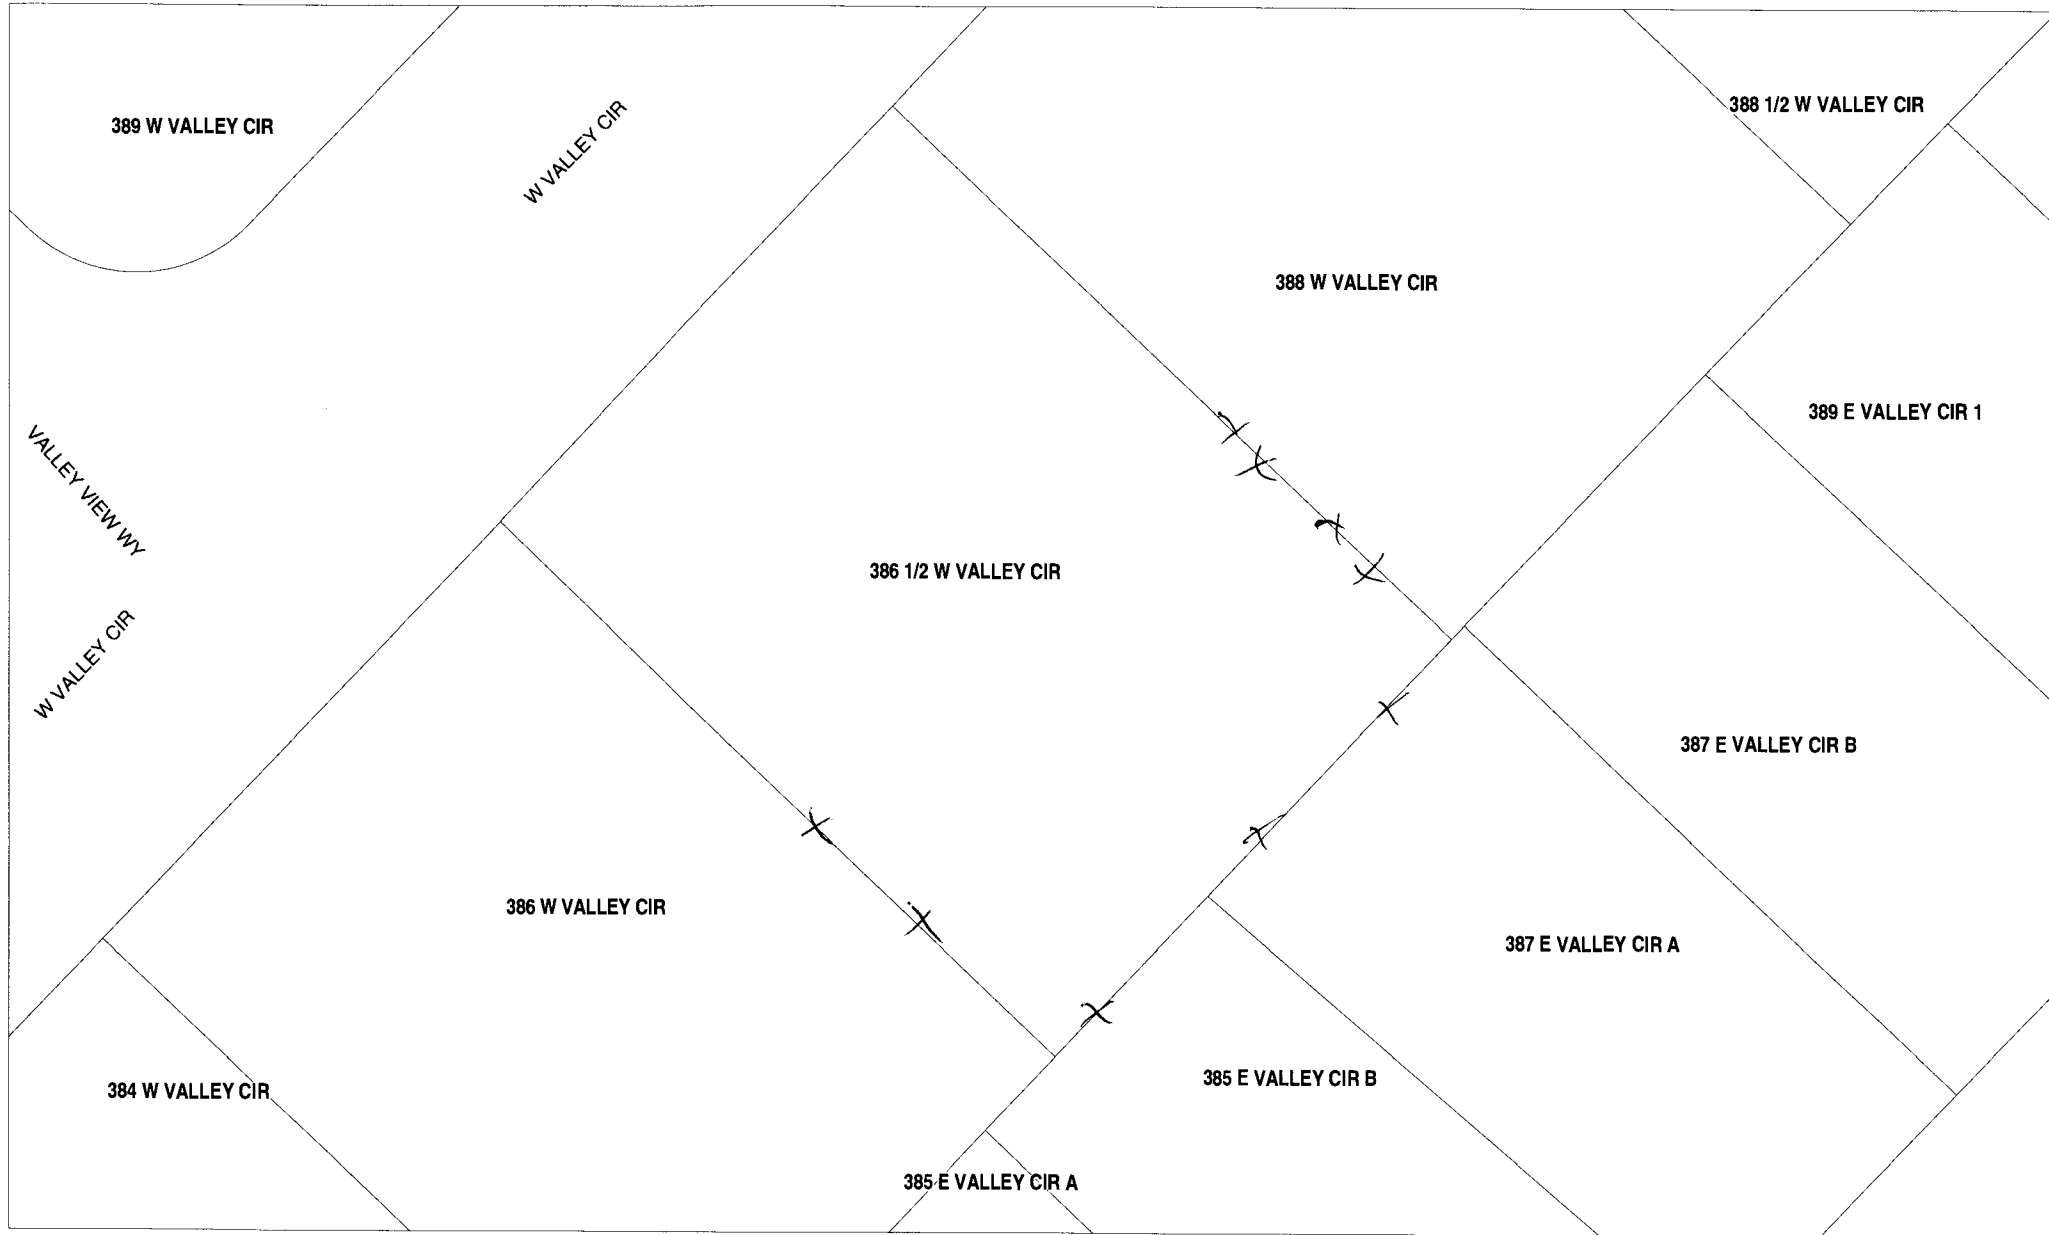 388 1/2 W VALLEY CIR
389 W VALLEY CIR
W VALLEY CIR
388 W VALLEY CIR
389 E VALLEY CIR 1
VALLEY VIEW WY
386 1/2 W VALLEY CIR
W VALLEY CIR
387 E VALLEY CIR B
386 W VALLEY CIR
387 E VALLEY CIR A
385 E VALLEY CIR B
384 W VALLEY CIR
385 E VALLEY CIR A